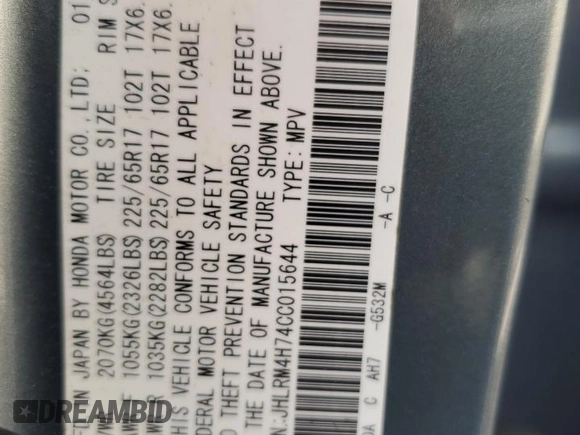 IN JAPAN BY HONDA MOTOR CO.,LTD; 01
2070KG(4564LBS) TIRE SIZE RIM S
1055KG(2326LBS) 225/65R17 102T 17X6.
1035KG(2282LBS) 225/65R17 102T 17X6.
VEHICLE CONFORMS TO ALL APPLICABLE
MOTOR VEHICLE SAFETY
THEFT PREVENTION STANDARDS IN EFFECT
THE DATE OF MANUFACTURE SHOWN ABOVE.
:JHLRM4H74CC015644 TYPE: MPV
C AH7 -G532M -A -C
DREAMBID